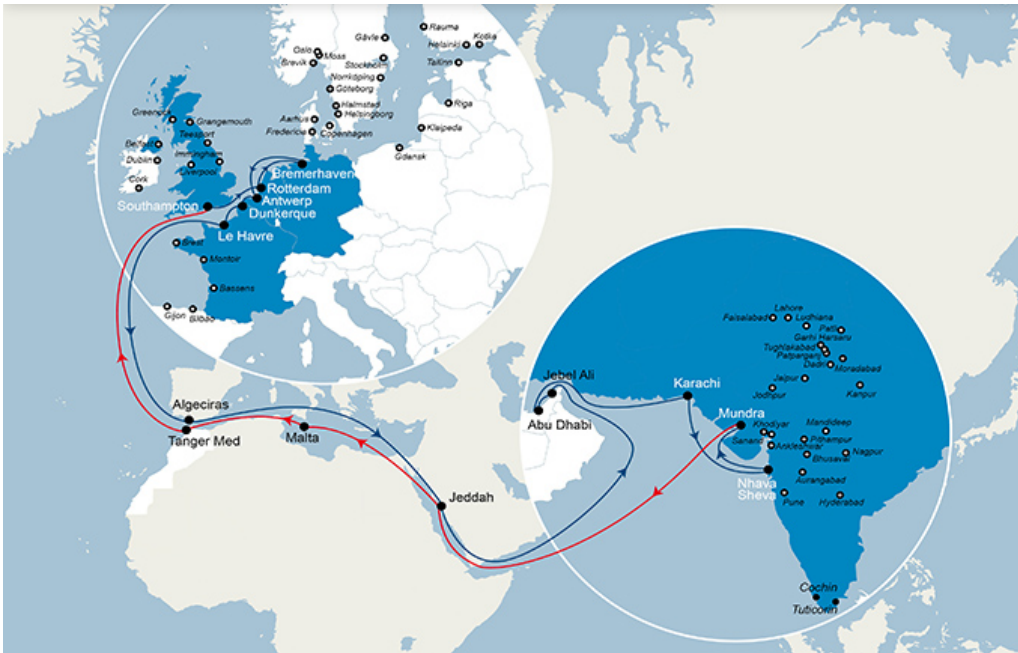 Rauma
Gävle
Helsinki
Kotka
Oslo
Moss
Brevik
Stockholm
Tallinn
Norrköping
Göteborg
Halmstad
Helsingborg
Riga
Greenock
Grangemouth
Aarhus
Fredericia
Copenhagen
Klaipeda
Teesport
Belfast
Gdansk
Dublin
Immingham
Liverpool
Cork
Bremerhaven
Rotterdam
Southampton
Antwerp
Dunkerque
Le Havre
Brest
Montoir
Bassens
Gijon
Bilbao
Lahore
Faisalabad
Ludhiana
Patli
Garhi Harsaru
Tughlakabad
Patparganj
Dadri
Moradabad
Jebel Ali
Karachi
Jaipur
Jodhpur
Kanpur
Algeciras
Abu Dhabi
Mundra
Tanger Med
Malta
Khodiyar
Mandideep
Sanand
Pithampur
Ankleshwar
Bhusaval
Nagpur
Nhava
Sheva
Aurangabad
Jeddah
Pune
Hyderabad
Cochin
Tuticorin